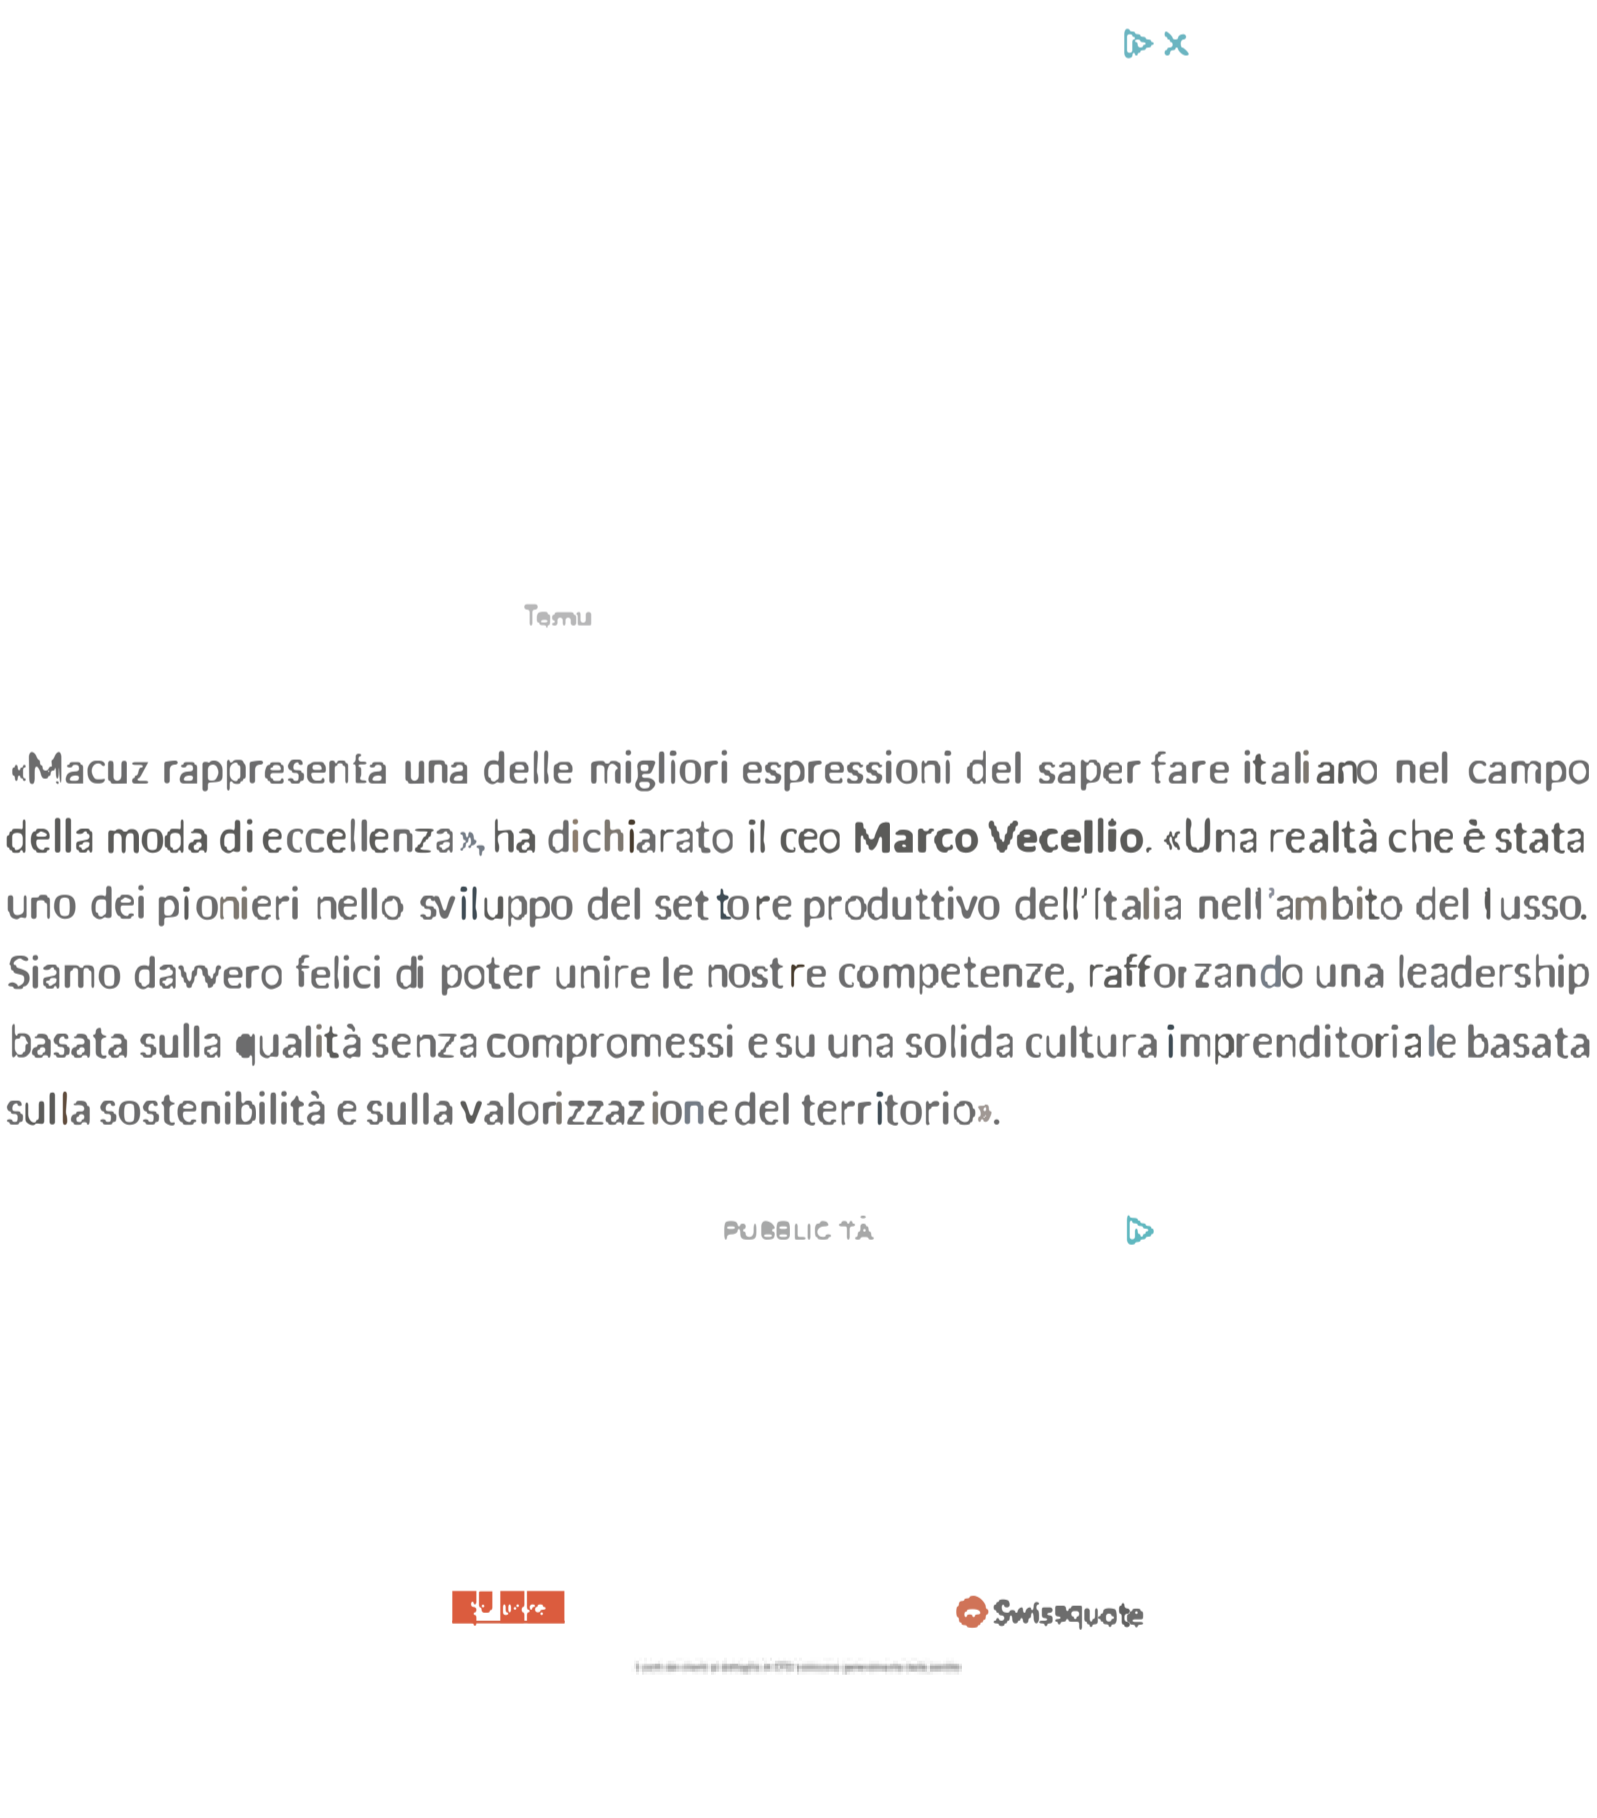 Temu
«Macuz rappresenta una delle migliori espressioni del saper fare italiano nel campo
della moda di eccellenza», ha dichiarato il ceo Marco Vecellio. «Una realtà che è stata
uno dei pionieri nello sviluppo del settore produttivo dell'Italia nell'ambito del lusso.
Siamo davvero felici di poter unire le nostre competenze, rafforzando una leadership
basata sulla qualità senza compromessi e su una solida cultura imprenditoriale basata
sulla sostenibilità e sulla valorizzazione del territorio».
PUBBLICITÀ
Swissquote